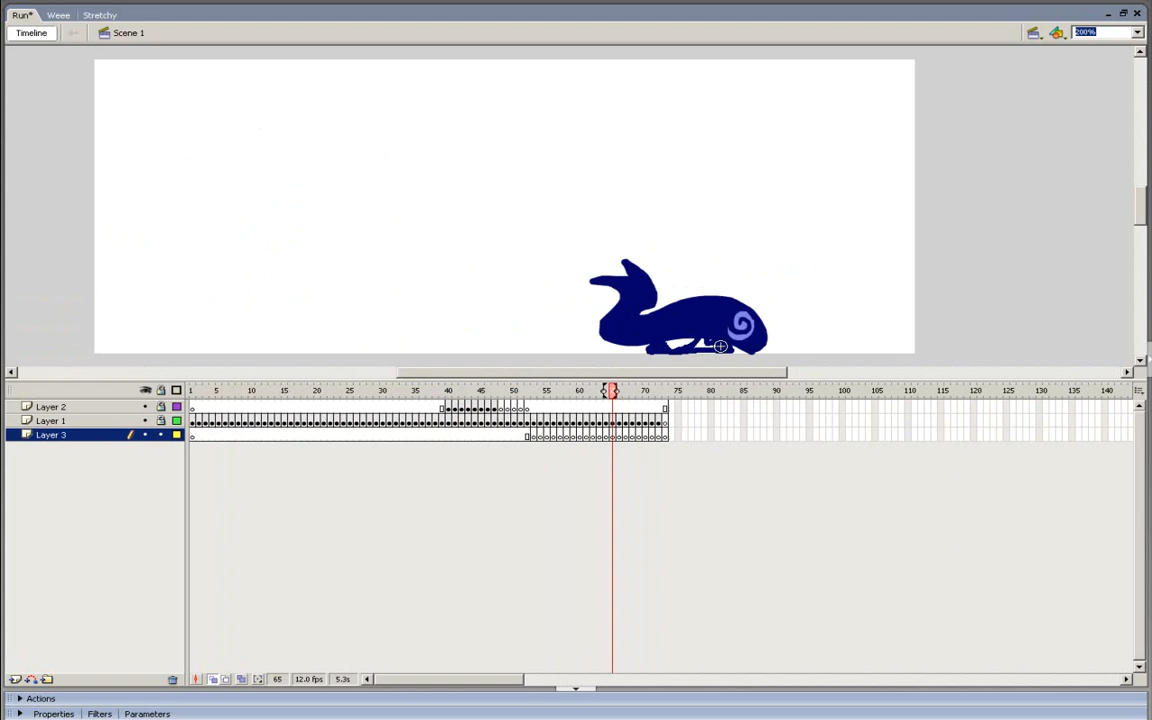 Run* Weee Stretchy
Timeline Scene 1 200%
1 5 10 15 20 25 30 35 40 45 50 55 60 65 70 75 80 85 90 95 100 105 110 115 120 125 130 135 140
Layer 2
Layer 1
Layer 3
65 12.0 fps 5.3s
Actions
Properties Filters Parameters